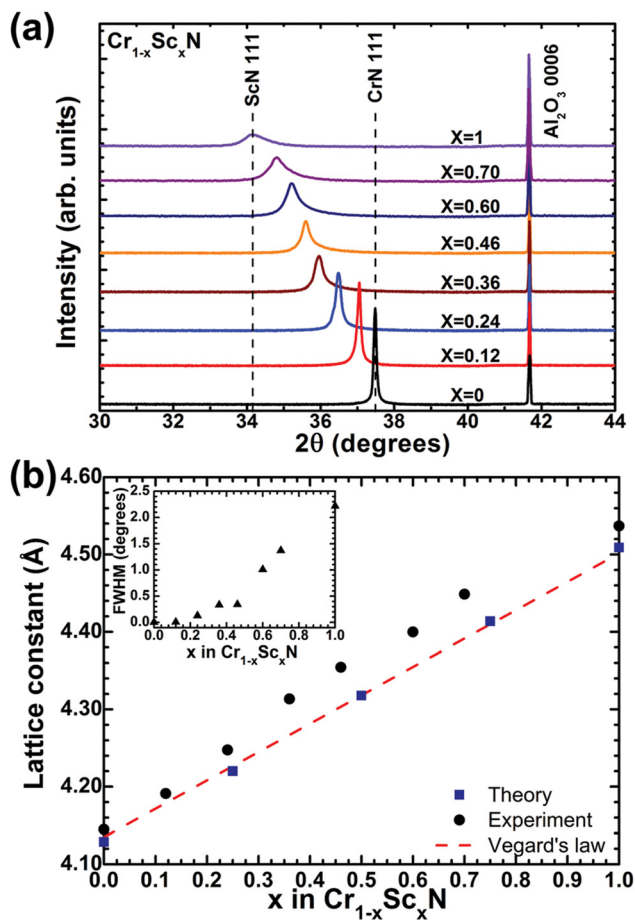 (a)
Cr₁₋ₓScₓN
ScN 111
CrN 111
Al₂O₃ 0006
X=1
X=0.70
X=0.60
X=0.46
X=0.36
X=0.24
X=0.12
X=0
Intensity (arb. units)
30 32 34 36 38 40 42 44
2θ (degrees)
(b)
4.60
4.50
4.40
4.30
4.20
4.10
Lattice constant (Å)
2.5
2.0
1.5
1.0
0.5
0.0
FWHM (degrees)
0.0 0.2 0.4 0.6 0.8 1.0
x in Cr₁₋ₓScₓN
Theory
Experiment
Vegard's law
0.0 0.1 0.2 0.3 0.4 0.5 0.6 0.7 0.8 0.9 1.0
x in Cr₁₋ₓScₓN